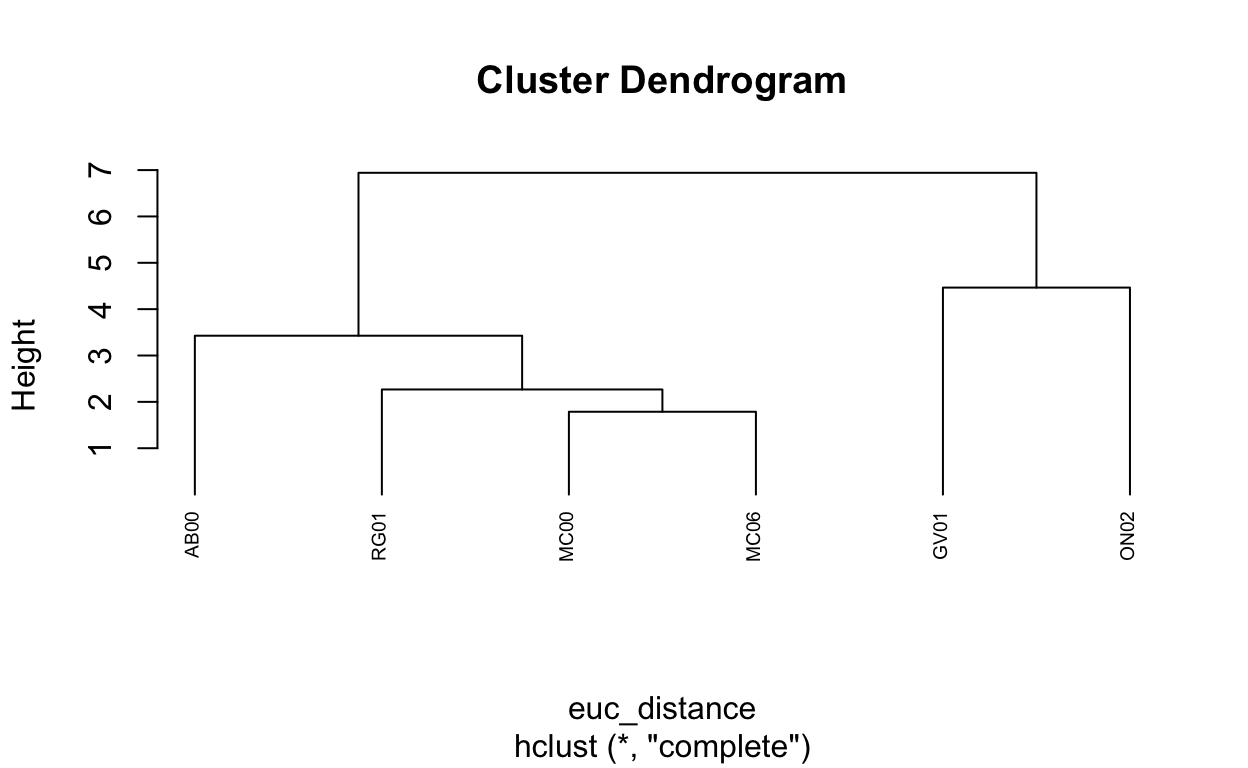 Cluster Dendrogram
Height
7
6
5
4
3
2
1
AB00
RG01
MC00
MC06
GV01
ON02
euc_distance
hclust (*, "complete")